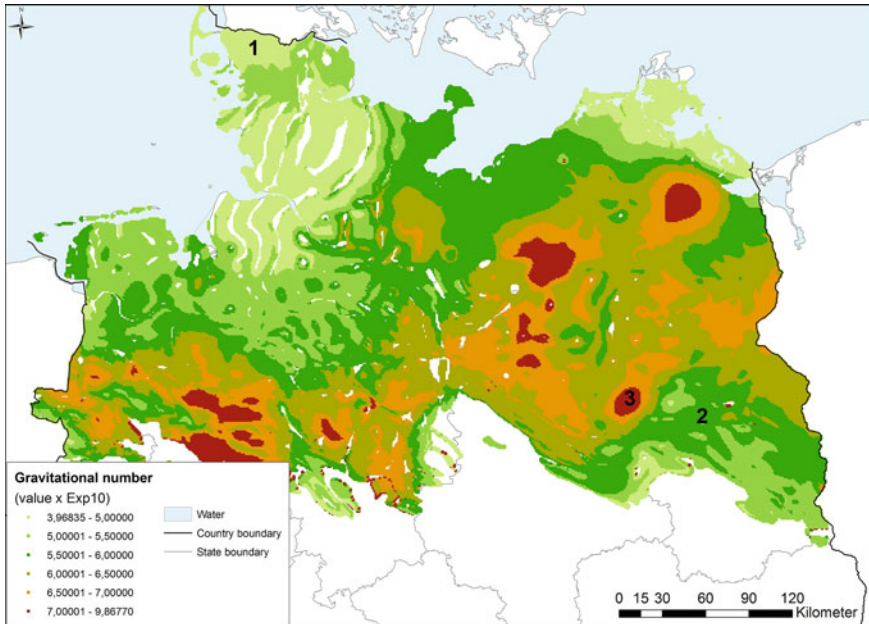 1
3
2
Gravitational number
(value x Exp10)
3,96835 - 5,00000
5,00001 - 5,50000
5,50001 - 6,00000
6,00001 - 6,50000
6,50001 - 7,00000
7,00001 - 9,86770
Water
Country boundary
State boundary
0 15 30 60 90 120
Kilometer